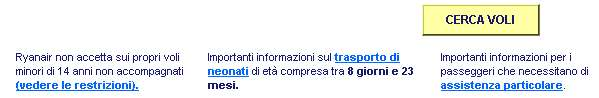 CERCA VOLI
Ryanair non accetta sui propri voli
minori di 14 anni non accompagnati
(vedere le restrizioni).
Importanti informazioni sul trasporto di
neonati di età compresa tra 8 giorni e 23
mesi.
Importanti informazioni per i
passeggeri che necessitano di
assistenza particolare.